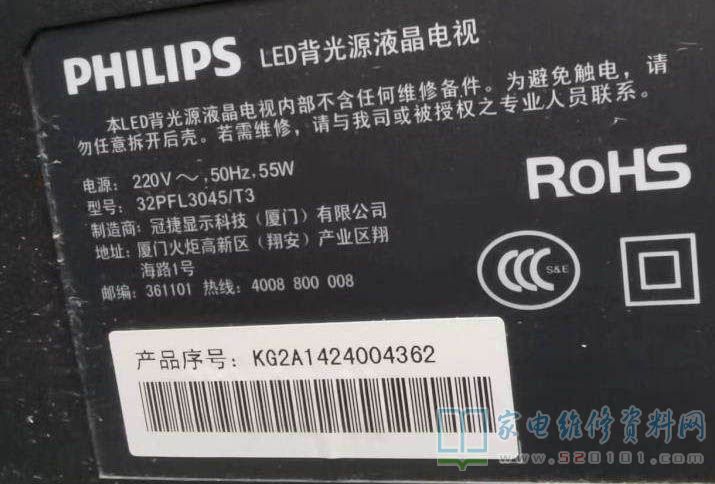 PHILIPS LED背光源液晶电视
本LED背光源液晶电视内部不含任何维修备件。为避免触电，请
勿任意拆开后壳。若需维修，请与我司或被授权之专业人员联系。
电源：220V～,50Hz,55W
型号：32PFL3045/T3
制造商：冠捷显示科技（厦门）有限公司
地址：厦门火炬高新区（翔安）产业区翔
海路1号
邮编：361101 热线：4008 800 008
RoHS
CCC S&E
产品序号：KG2A1424004362
家电维修资料网
www.520101.com